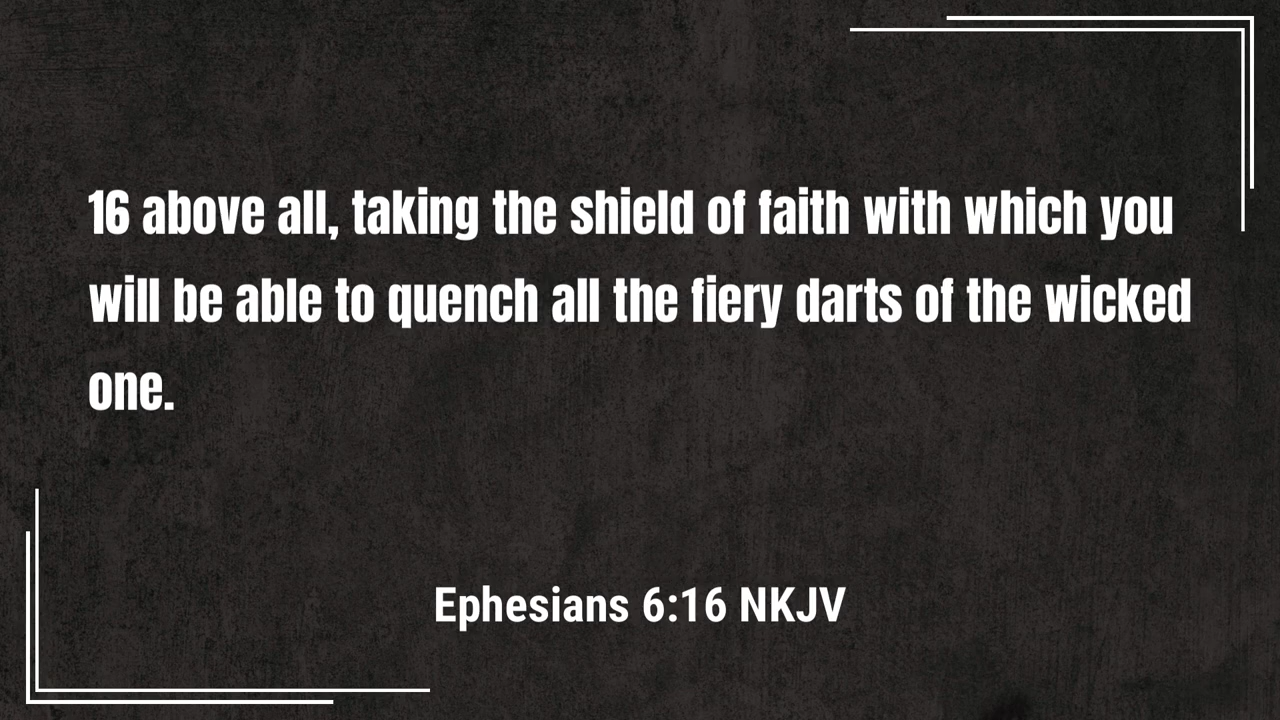 16 above all, taking the shield of faith with which you
will be able to quench all the fiery darts of the wicked
one.
Ephesians 6:16 NKJV